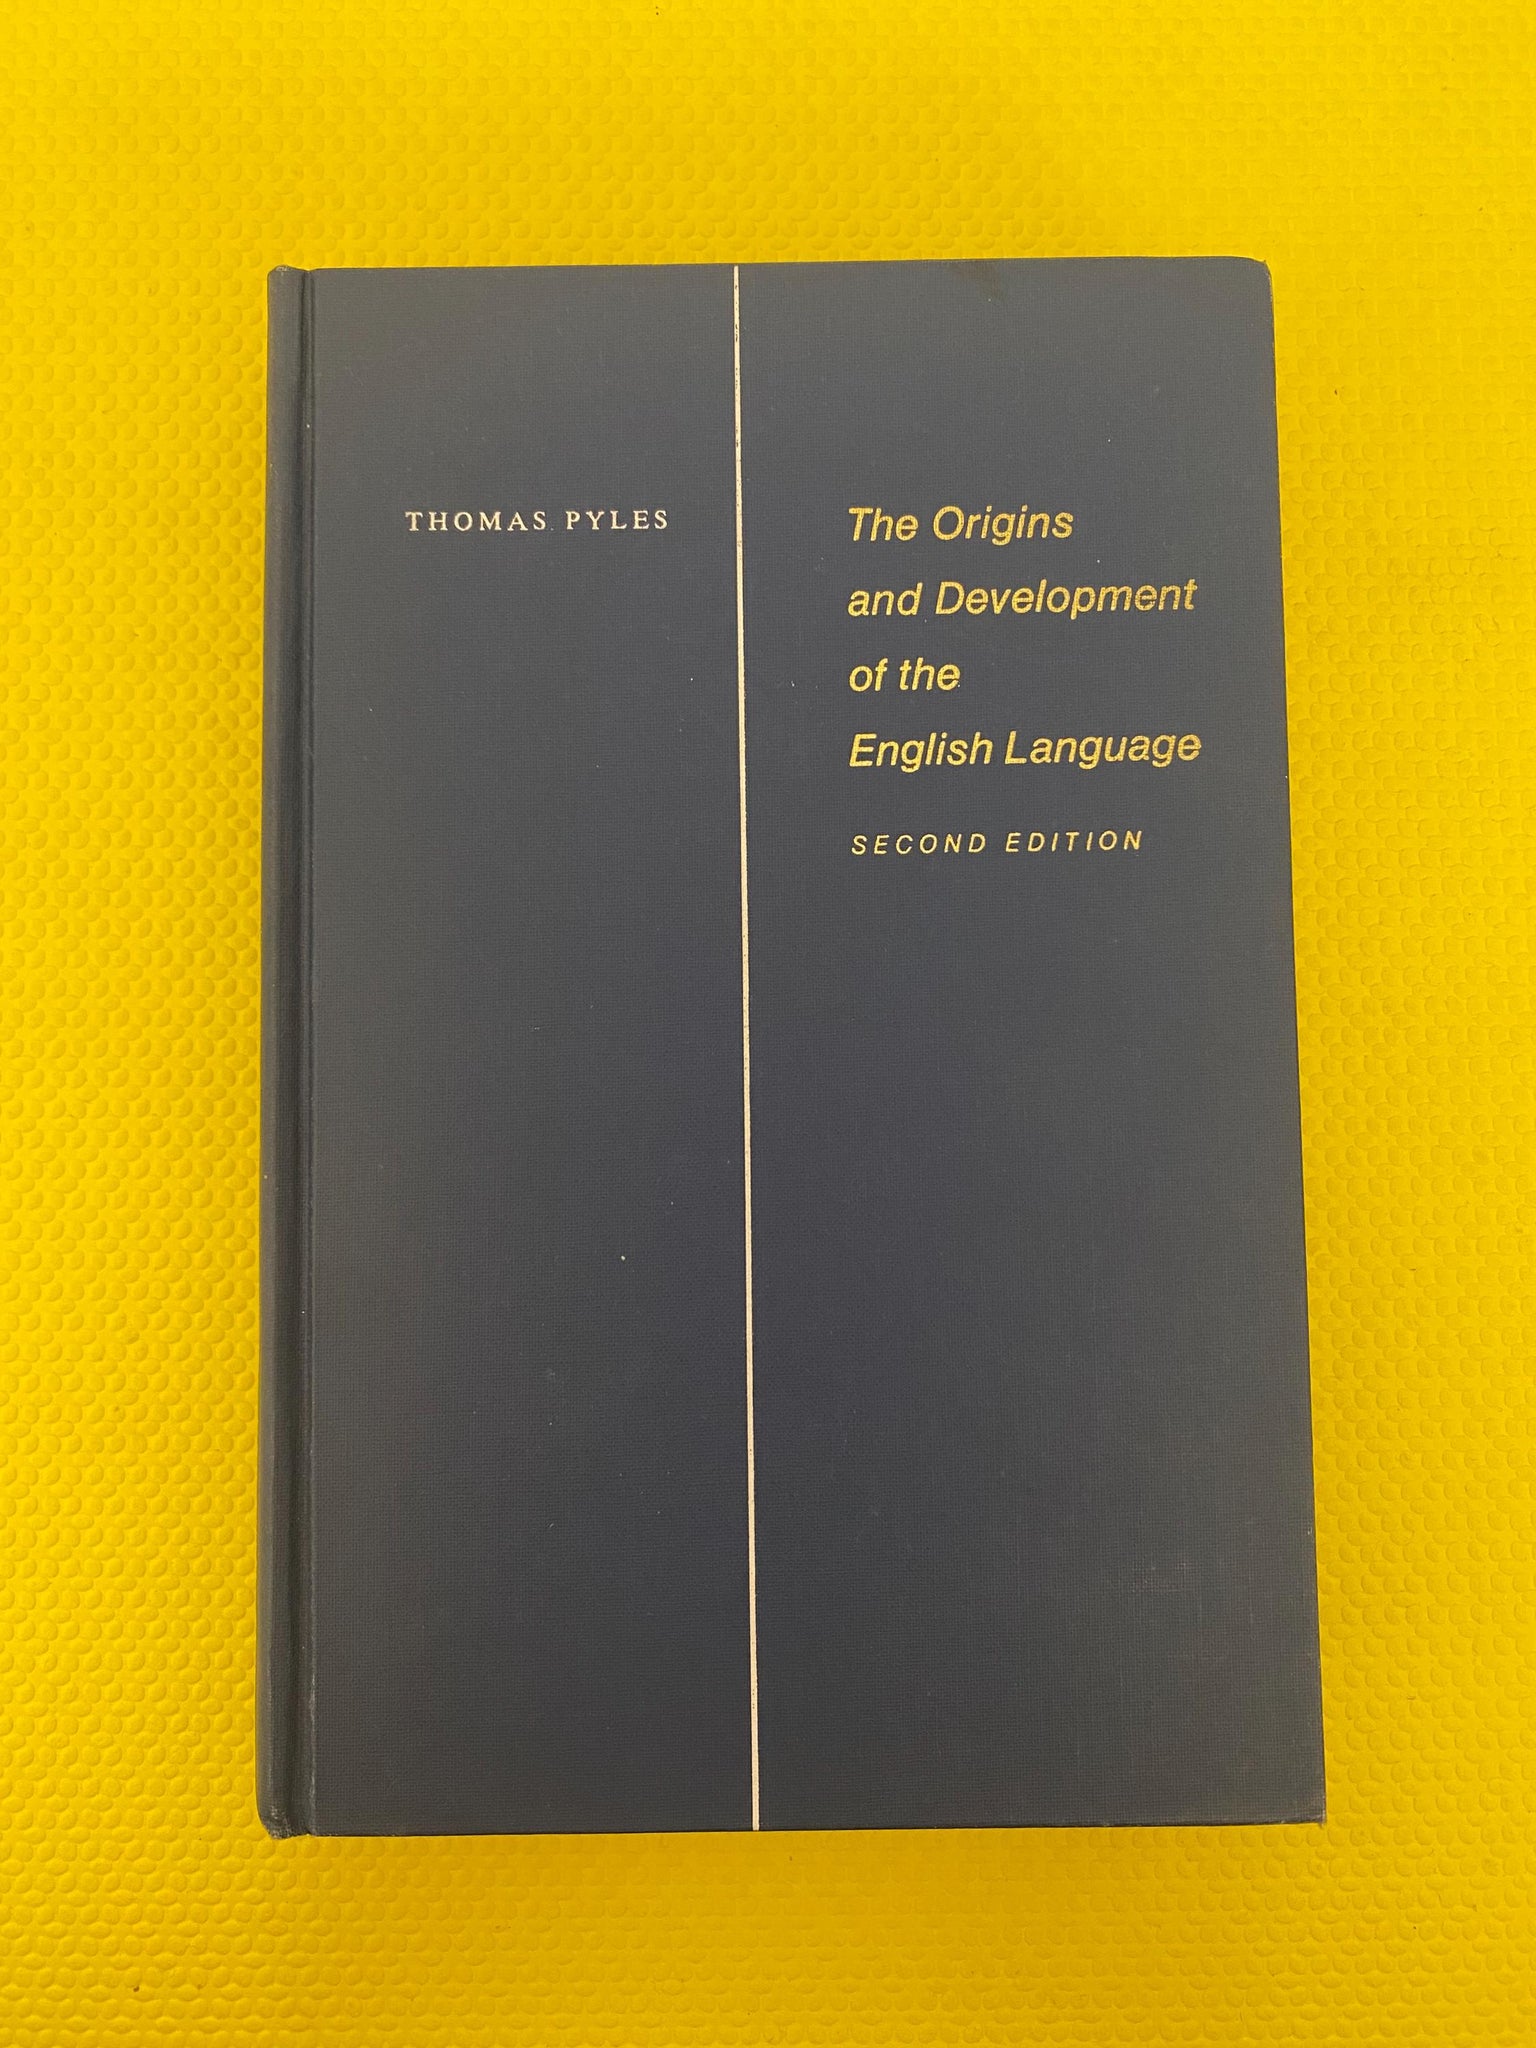 THOMAS PYLES
The Origins
and Development
of the
English Language
SECOND EDITION